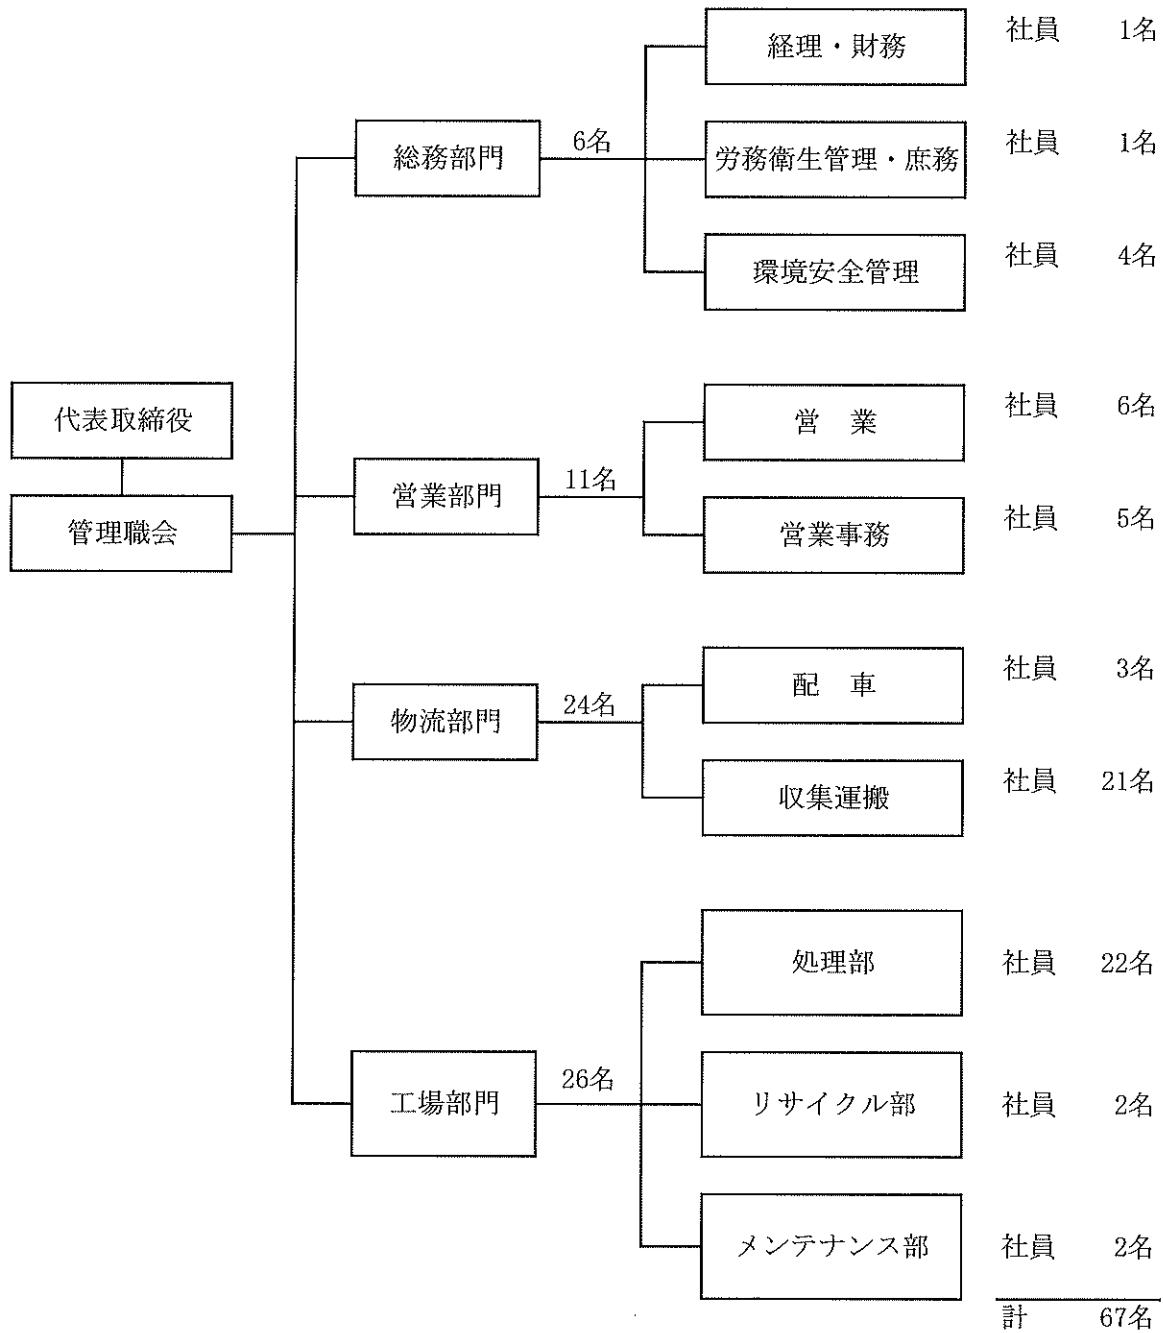 代表取締役
管理職会
総務部門 6名
経理・財務 社員 1名
労務衛生管理・庶務 社員 1名
環境安全管理 社員 4名
営業部門 11名
営　業 社員 6名
営業事務 社員 5名
物流部門 24名
配　車 社員 3名
収集運搬 社員 21名
工場部門 26名
処理部 社員 22名
リサイクル部 社員 2名
メンテナンス部 社員 2名
計 67名